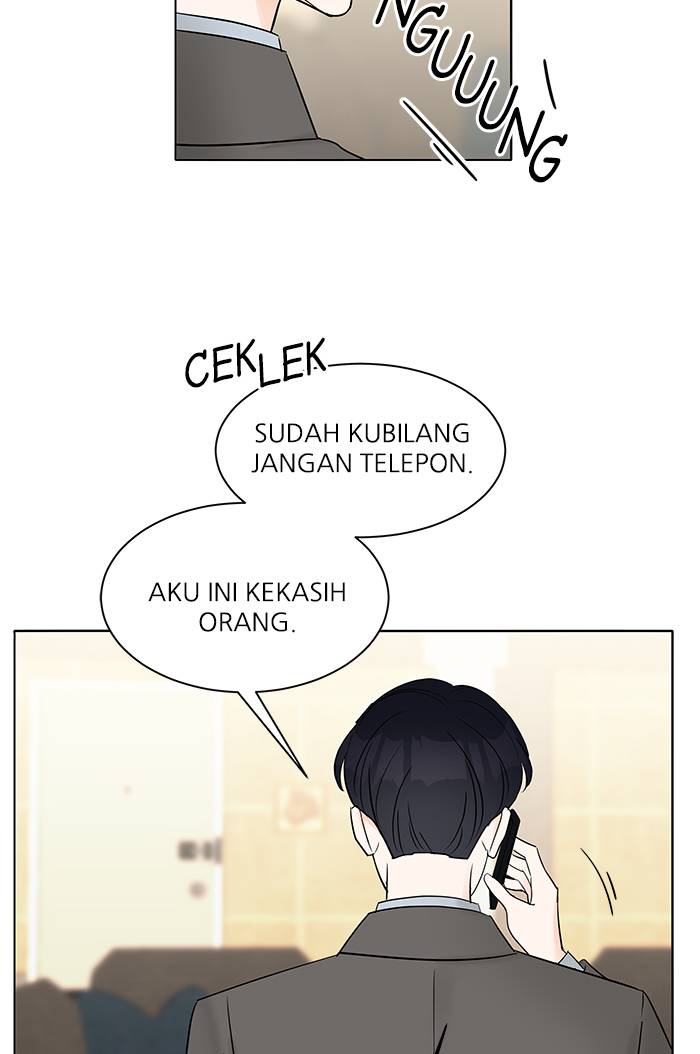 NGUUUNG
CEKLEK
SUDAH KUBILANG
JANGAN TELEPON.
AKU INI KEKASIH
ORANG.